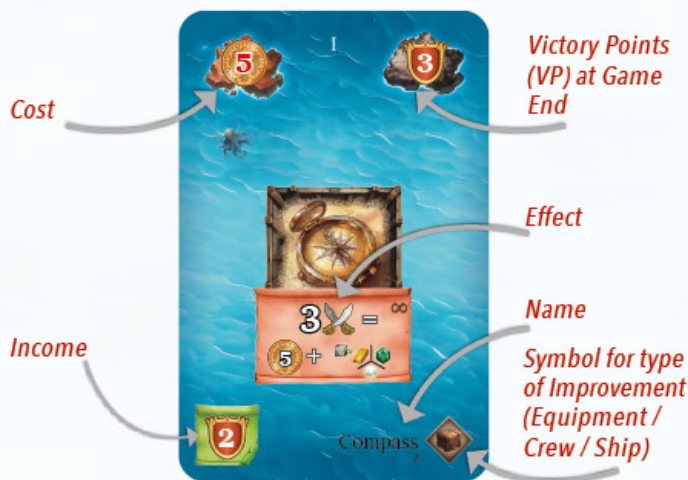 5
I
3
Victory Points
(VP) at Game
End
Cost
Effect
3 = ∞
5 +
Name
Income
Symbol for type
of Improvement
(Equipment /
Crew / Ship)
2
Compass